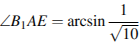 ∠B₁AE = arcsin 1/√10